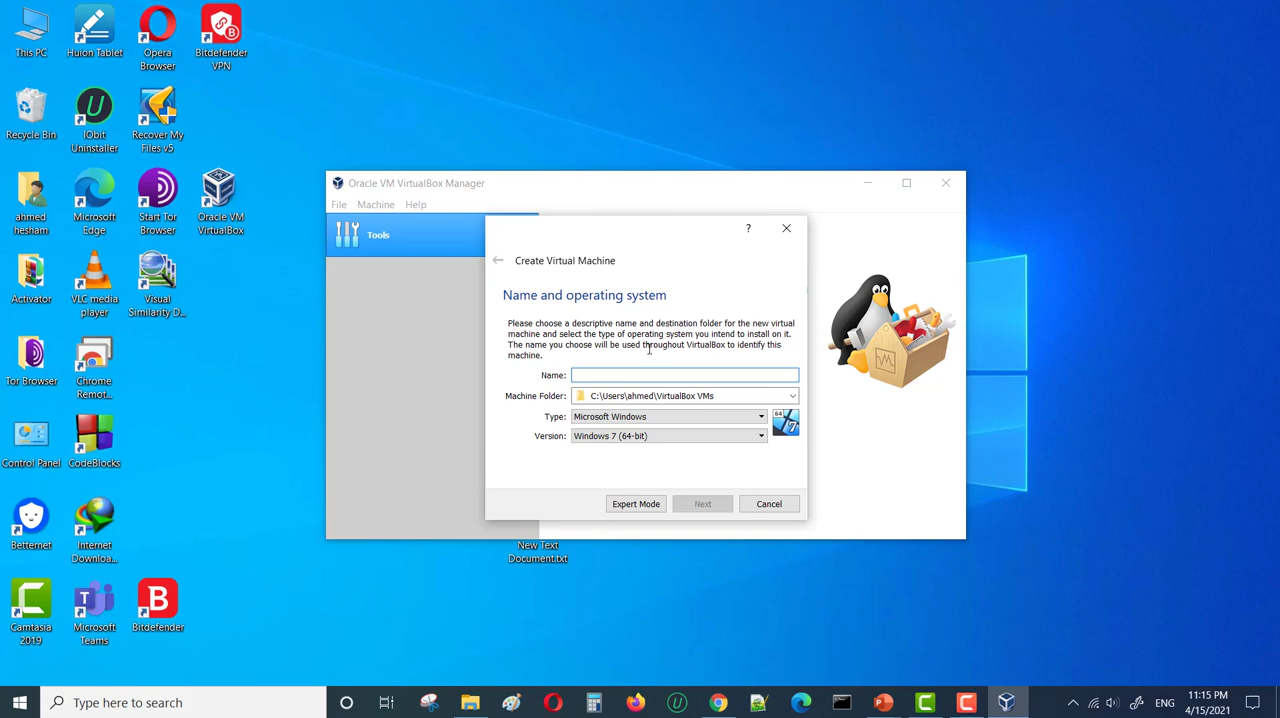 This PC
Huion Tablet
Opera
Browser
Bitdefender
VPN
Recycle Bin
IObit
Uninstaller
Recover My
Files v5
ahmed
hesham
Microsoft
Edge
Start Tor
Browser
Oracle VM
VirtualBox
Activator
VLC media
player
Visual
Similarity D...
Tor Browser
Chrome
Remote...
Control Panel
CodeBlocks
Betternet
Internet
Downloa...
Camtasia
2019
Microsoft
Teams
Bitdefender
Oracle VM VirtualBox Manager
File Machine Help
Tools
?
Create Virtual Machine
Name and operating system
Please choose a descriptive name and destination folder for the new virtual
machine and select the type of operating system you intend to install on it.
The name you choose will be used throughout VirtualBox to identify this
machine.
Name:
Machine Folder: C:\Users\ahmed\VirtualBox VMs
Type: Microsoft Windows
64
7
Version: Windows 7 (64-bit)
Expert Mode Next Cancel
New Text
Document.txt
Type here to search
ENG
11:15 PM
4/15/2021